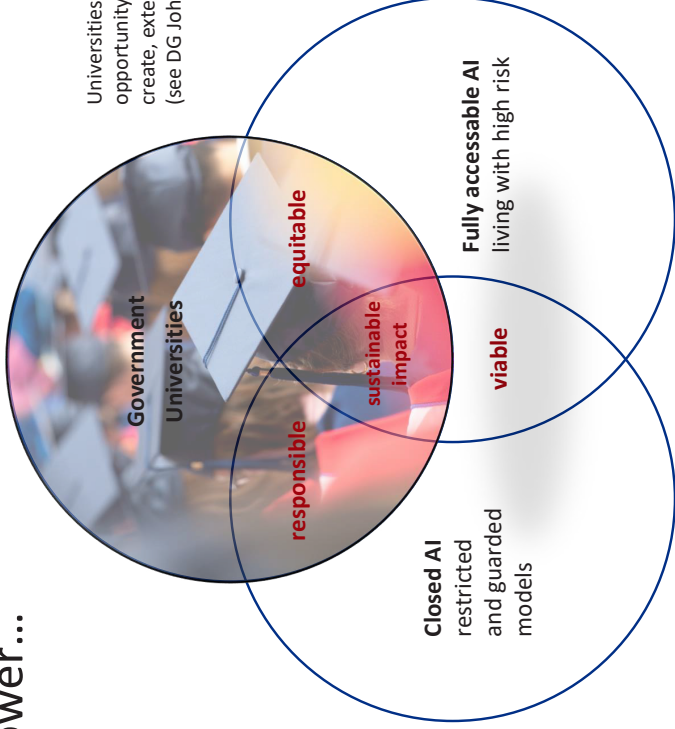 ower...
Universities
opportunity
create, exte
(see DG Joh
Government
Universities
responsible
equitable
sustainable
impact
Closed AI
restricted
and guarded
models
Fully accessable AI
living with high risk
viable